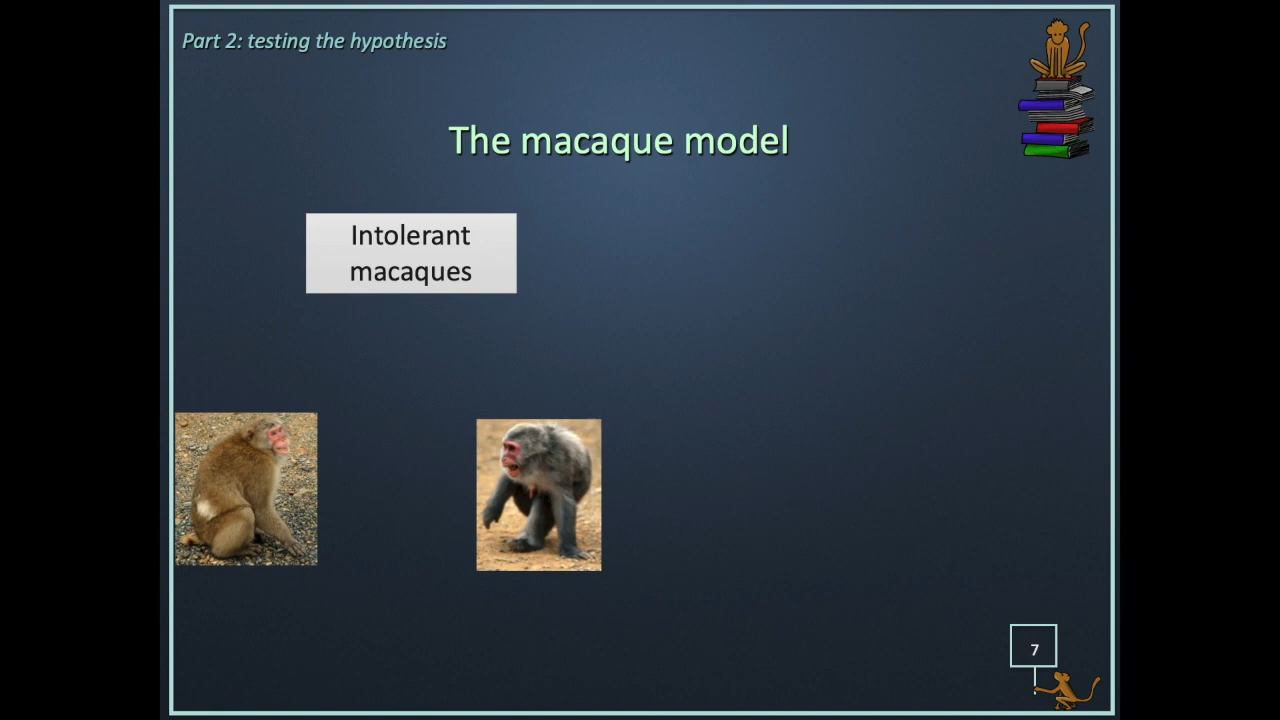 Part 2: testing the hypothesis
The macaque model
Intolerant
macaques
7